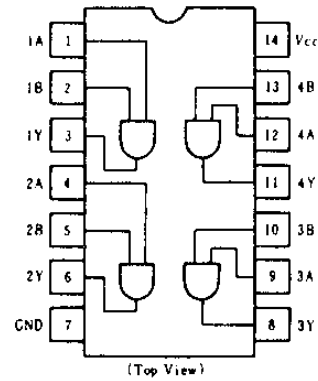 1A 1 14 Vcc
1B 2 13 4B
1Y 3 12 4A
2A 4 11 4Y
2B 5 10 3B
2Y 6 9 3A
GND 7 8 3Y
(Top View)